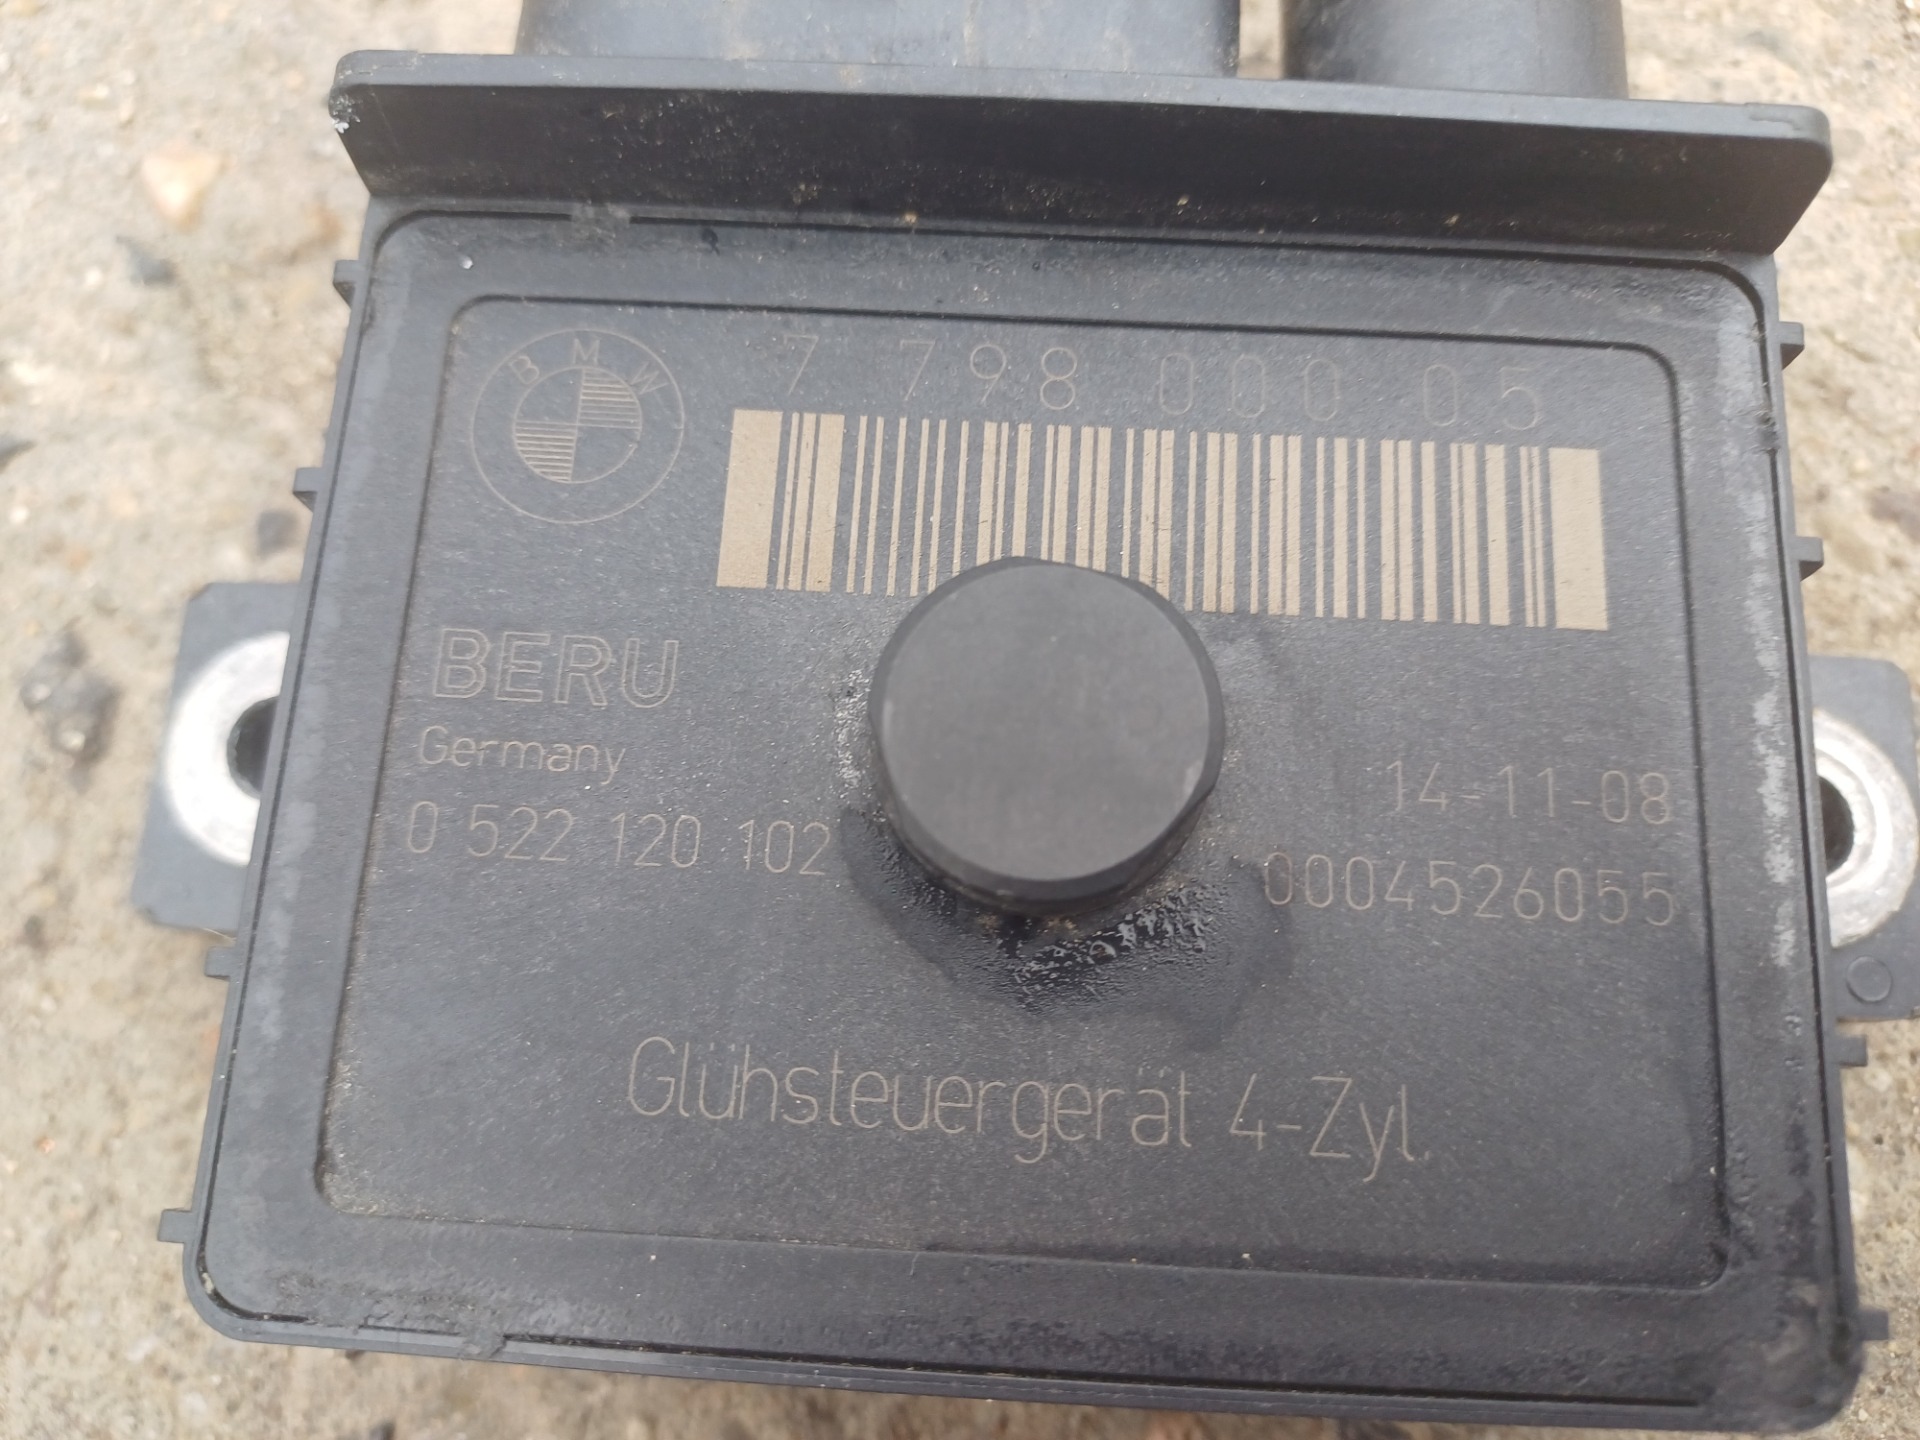 BMW
7 798 000 05
BERU
Germany
0 522 120 102
14-11-08
0004526055
Glühsteuergerät 4-Zyl.